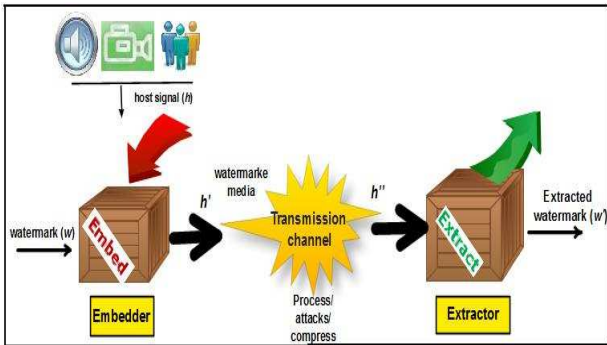 host signal (h)
watermarke
media
h'
h''
Transmission
channel
watermark (w)
Embed
Extract
Extracted
watermark (w')
Process/
attacks/
compress
Embedder
Extractor